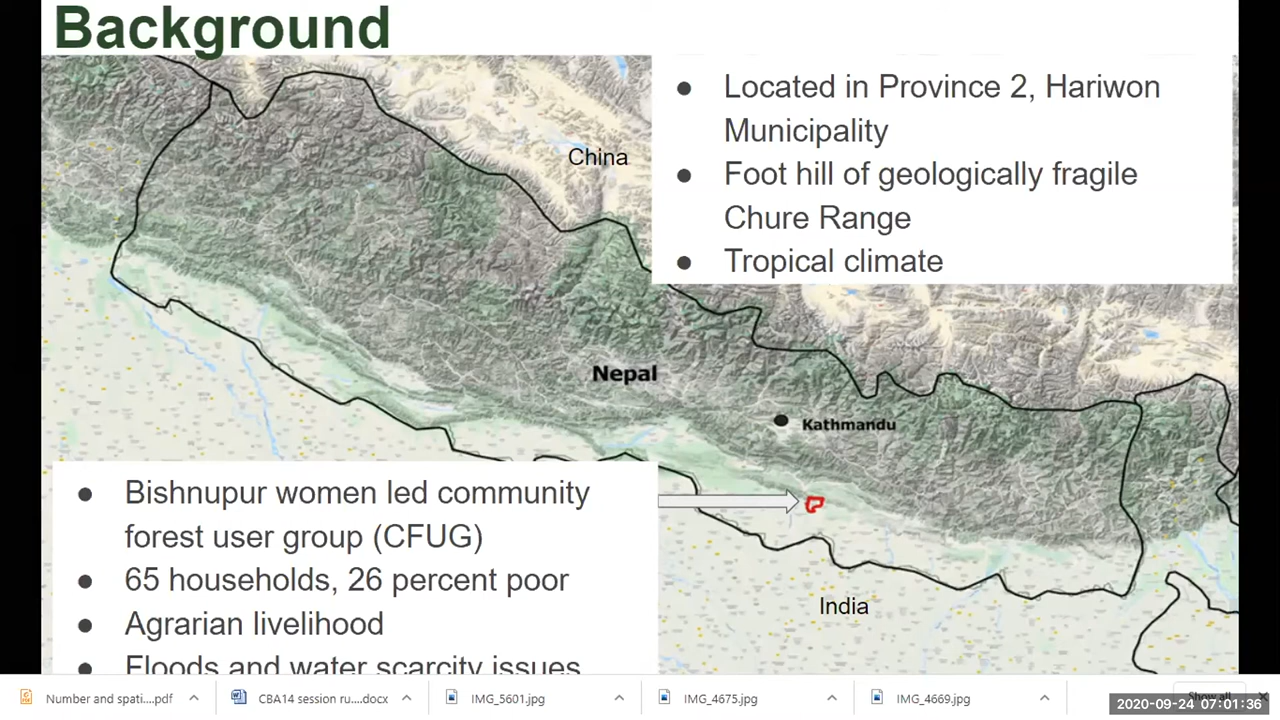 Background
● Located in Province 2, Hariwon
Municipality
● Foot hill of geologically fragile
Chure Range
● Tropical climate
China
Nepal
Kathmandu
● Bishnupur women led community
forest user group (CFUG)
● 65 households, 26 percent poor
● Agrarian livelihood
● Floods and water scarcity issues
India
Number and spati....pdf
CBA14 session ru....docx
IMG_5601.jpg
IMG_4675.jpg
IMG_4669.jpg
Show all
2020-09-24 07:01:36